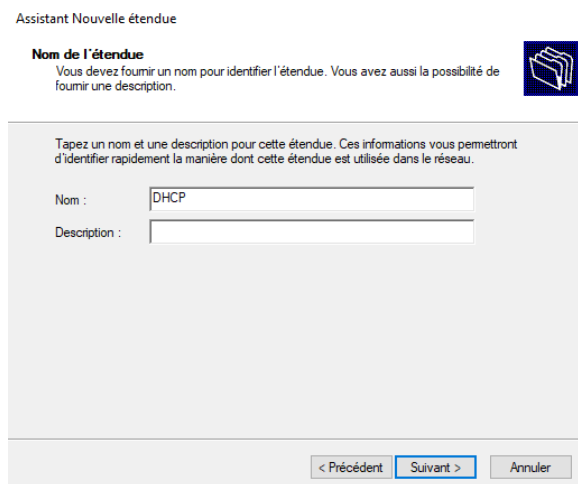 Assistant Nouvelle étendue
Nom de l'étendue
Vous devez fournir un nom pour identifier l'étendue. Vous avez aussi la possibilité de
fournir une description.
Tapez un nom et une description pour cette étendue. Ces informations vous permettront
d'identifier rapidement la manière dont cette étendue est utilisée dans le réseau.
Nom : DHCP
Description :
< Précédent Suivant > Annuler